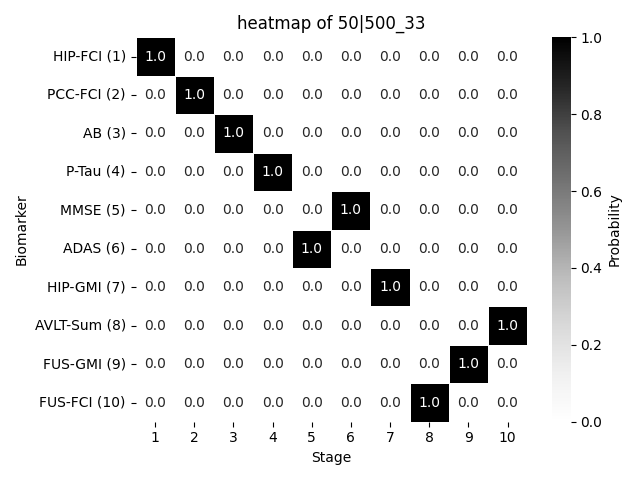 heatmap of 50|500_33
HIP-FCI (1) 1.0 0.0 0.0 0.0 0.0 0.0 0.0 0.0 0.0 0.0
PCC-FCI (2) 0.0 1.0 0.0 0.0 0.0 0.0 0.0 0.0 0.0 0.0
AB (3) 0.0 0.0 1.0 0.0 0.0 0.0 0.0 0.0 0.0 0.0
P-Tau (4) 0.0 0.0 0.0 1.0 0.0 0.0 0.0 0.0 0.0 0.0
MMSE (5) 0.0 0.0 0.0 0.0 0.0 1.0 0.0 0.0 0.0 0.0
ADAS (6) 0.0 0.0 0.0 0.0 1.0 0.0 0.0 0.0 0.0 0.0
HIP-GMI (7) 0.0 0.0 0.0 0.0 0.0 0.0 1.0 0.0 0.0 0.0
AVLT-Sum (8) 0.0 0.0 0.0 0.0 0.0 0.0 0.0 0.0 0.0 1.0
FUS-GMI (9) 0.0 0.0 0.0 0.0 0.0 0.0 0.0 0.0 1.0 0.0
FUS-FCI (10) 0.0 0.0 0.0 0.0 0.0 0.0 0.0 1.0 0.0 0.0
1 2 3 4 5 6 7 8 9 10
Stage
Biomarker
1.0
0.8
0.6
0.4
0.2
0.0
Probability